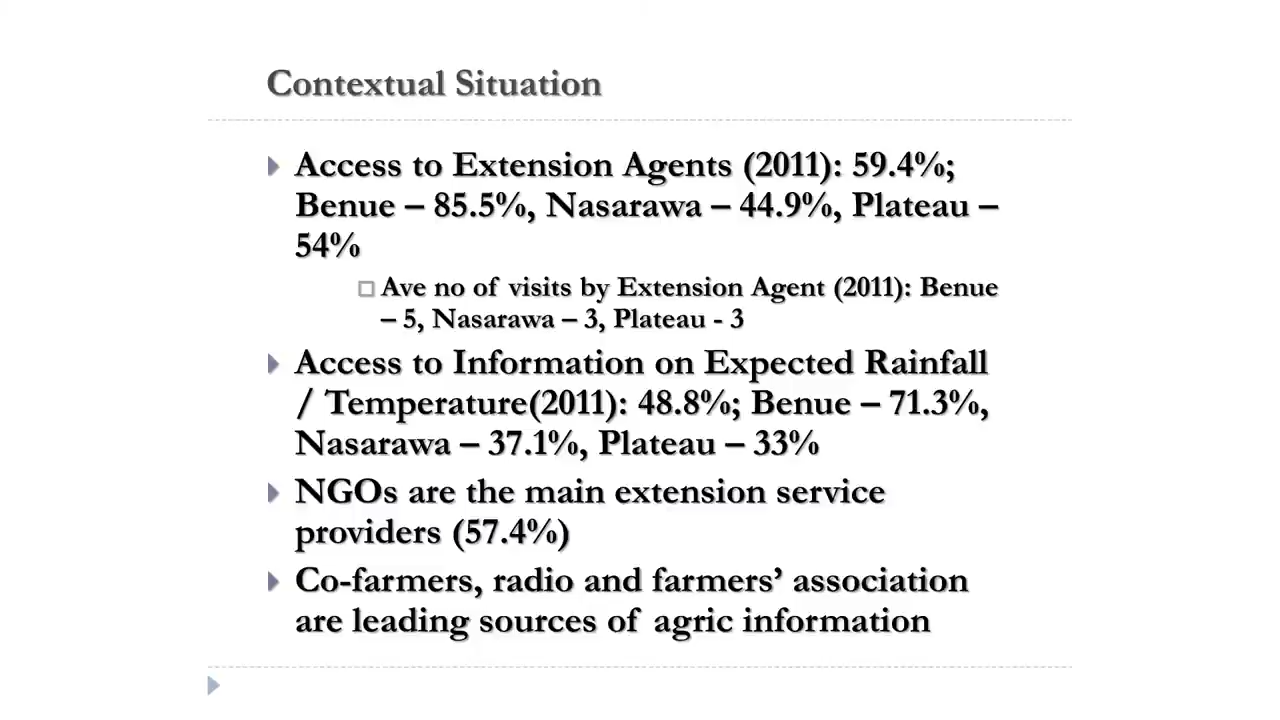 Contextual Situation
Access to Extension Agents (2011): 59.4%;
Benue – 85.5%, Nasarawa – 44.9%, Plateau –
54%
Ave no of visits by Extension Agent (2011): Benue
– 5, Nasarawa – 3, Plateau - 3
Access to Information on Expected Rainfall
/ Temperature(2011): 48.8%; Benue – 71.3%,
Nasarawa – 37.1%, Plateau – 33%
NGOs are the main extension service
providers (57.4%)
Co-farmers, radio and farmers’ association
are leading sources of agric information